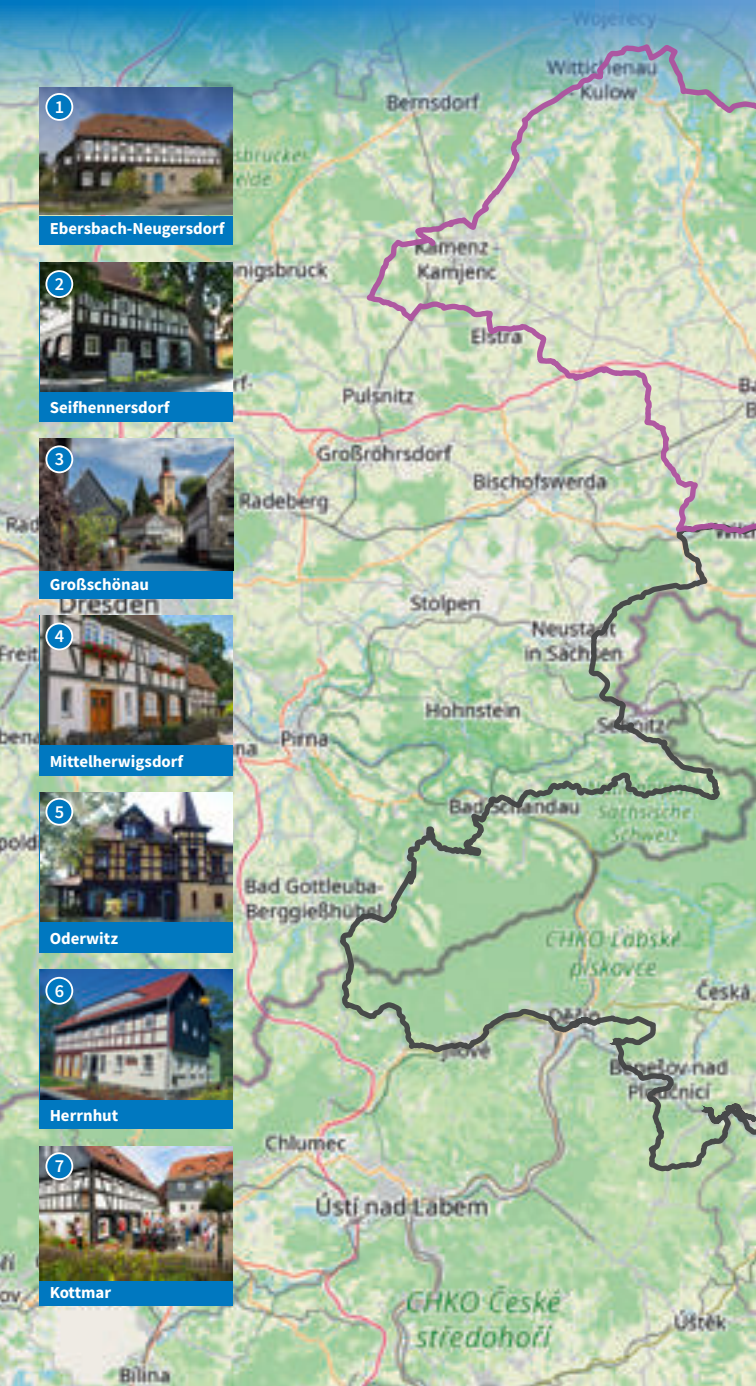 Wojerecy
Wittichenau
Kulow
Bernsdorf
1
Ebersbach-Neugersdorf
Kamenz -
Kamjenc
2
Elstra
Seifhennersdorf
Pulsnitz
3
Großröhrsdorf
Bischofswerda
Radeberg
Großschönau
Dresden
Stolpen
4
Neustadt
in Sachsen
Hohnstein
Sebnitz
Pirna
Mittelherwigsdorf
5
Bad Schandau
Sächsische
Schweiz
Bad Gottleuba-
Berggießhübel
Oderwitz
CHKO Labské
pískovce
6
Česká
Děčín
Jílové
Benešov nad
Ploučnicí
Herrnhut
Chlumec
7
Ústí nad Labem
Kottmar
CHKO České
středohoří
Úštěk
Bílina